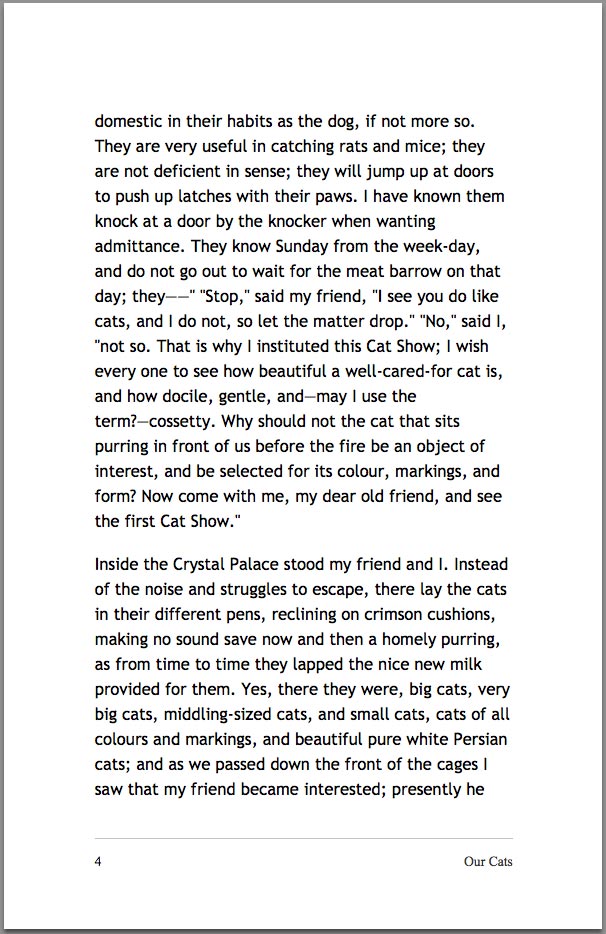 domestic in their habits as the dog, if not more so.
They are very useful in catching rats and mice; they
are not deficient in sense; they will jump up at doors
to push up latches with their paws. I have known them
knock at a door by the knocker when wanting
admittance. They know Sunday from the week-day,
and do not go out to wait for the meat barrow on that
day; they——" "Stop," said my friend, "I see you do like
cats, and I do not, so let the matter drop." "No," said I,
"not so. That is why I instituted this Cat Show; I wish
every one to see how beautiful a well-cared-for cat is,
and how docile, gentle, and—may I use the
term?—cossetty. Why should not the cat that sits
purring in front of us before the fire be an object of
interest, and be selected for its colour, markings, and
form? Now come with me, my dear old friend, and see
the first Cat Show."
Inside the Crystal Palace stood my friend and I. Instead
of the noise and struggles to escape, there lay the cats
in their different pens, reclining on crimson cushions,
making no sound save now and then a homely purring,
as from time to time they lapped the nice new milk
provided for them. Yes, there they were, big cats, very
big cats, middling-sized cats, and small cats, cats of all
colours and markings, and beautiful pure white Persian
cats; and as we passed down the front of the cages I
saw that my friend became interested; presently he
4 Our Cats